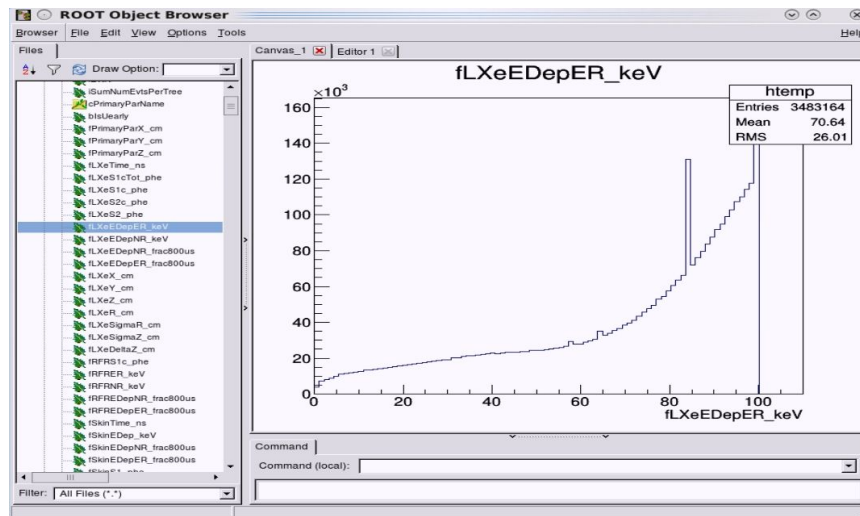 ROOT Object Browser
Browser File Edit View Options Tools
Help
Files
Canvas_1
Editor 1
Draw Option:
iSumNumEvtsPerTree
cPrimaryParName
bIsUearly
fPrimaryParX_cm
fPrimaryParY_cm
fPrimaryParZ_cm
fLXeTime_ns
fLXeS1cTot_phe
fLXeS1c_phe
fLXeS2c_phe
fLXeS2_phe
fLXeEDepER_keV
fLXeEDepNR_keV
fLXeEDepNR_frac800us
fLXeEDepER_frac800us
fLXeX_cm
fLXeY_cm
fLXeZ_cm
fLXeR_cm
fLXeSigmaR_cm
fLXeSigmaZ_cm
fLXeDeltaZ_cm
fRFRS1c_phe
fRFRER_keV
fRFRNR_keV
fRFREDepNR_frac800us
fRFREDepER_frac800us
fSkinTime_ns
fSkinEDep_keV
fSkinEDepNR_frac800us
fSkinEDepER_frac800us
fSkinS1_phe
Filter: All Files (*.*)
fLXeEDepER_keV
×10³
160
140
120
100
80
60
40
20
0
0 20 40 60 80 100
fLXeEDepER_keV
htemp
Entries 3483164
Mean 70.64
RMS 26.01
Command
Command (local):